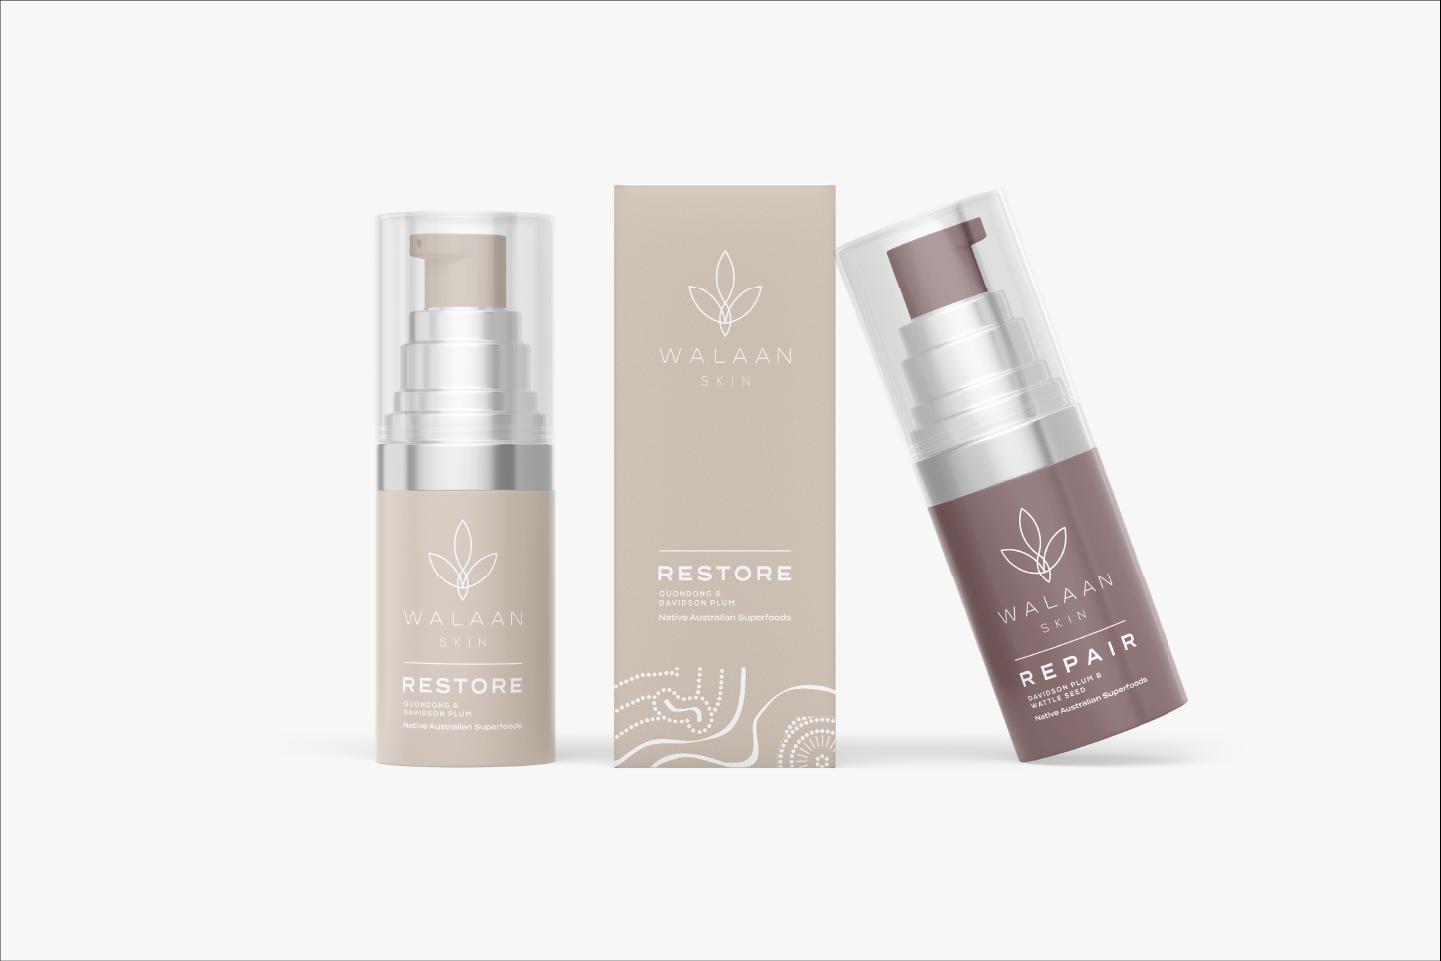 WALAAN
SKIN
RESTORE
QUONDONG &
DAVIDSON PLUM
Native Australian Superfoods
WALAAN
SKIN
RESTORE
QUONDONG &
DAVIDSON PLUM
Native Australian Superfoods
WALAAN
SKIN
REPAIR
DAVIDSON PLUM &
WATTLE SEED
Native Australian Superfoods